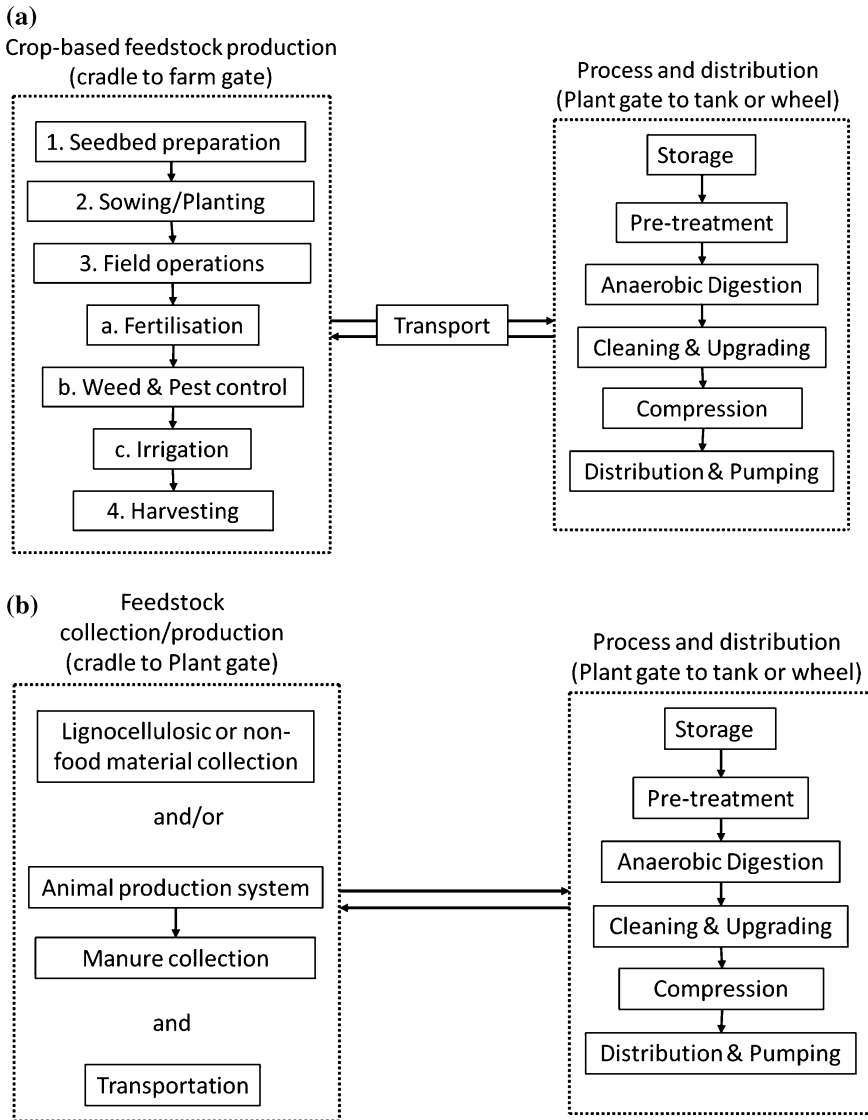 (a)
Crop-based feedstock production
(cradle to farm gate)
1. Seedbed preparation
2. Sowing/Planting
3. Field operations
a. Fertilisation
b. Weed & Pest control
c. Irrigation
4. Harvesting
Transport
Process and distribution
(Plant gate to tank or wheel)
Storage
Pre-treatment
Anaerobic Digestion
Cleaning & Upgrading
Compression
Distribution & Pumping
(b)
Feedstock
collection/production
(cradle to Plant gate)
Lignocellulosic or non-
food material collection
and/or
Animal production system
Manure collection
and
Transportation
Process and distribution
(Plant gate to tank or wheel)
Storage
Pre-treatment
Anaerobic Digestion
Cleaning & Upgrading
Compression
Distribution & Pumping